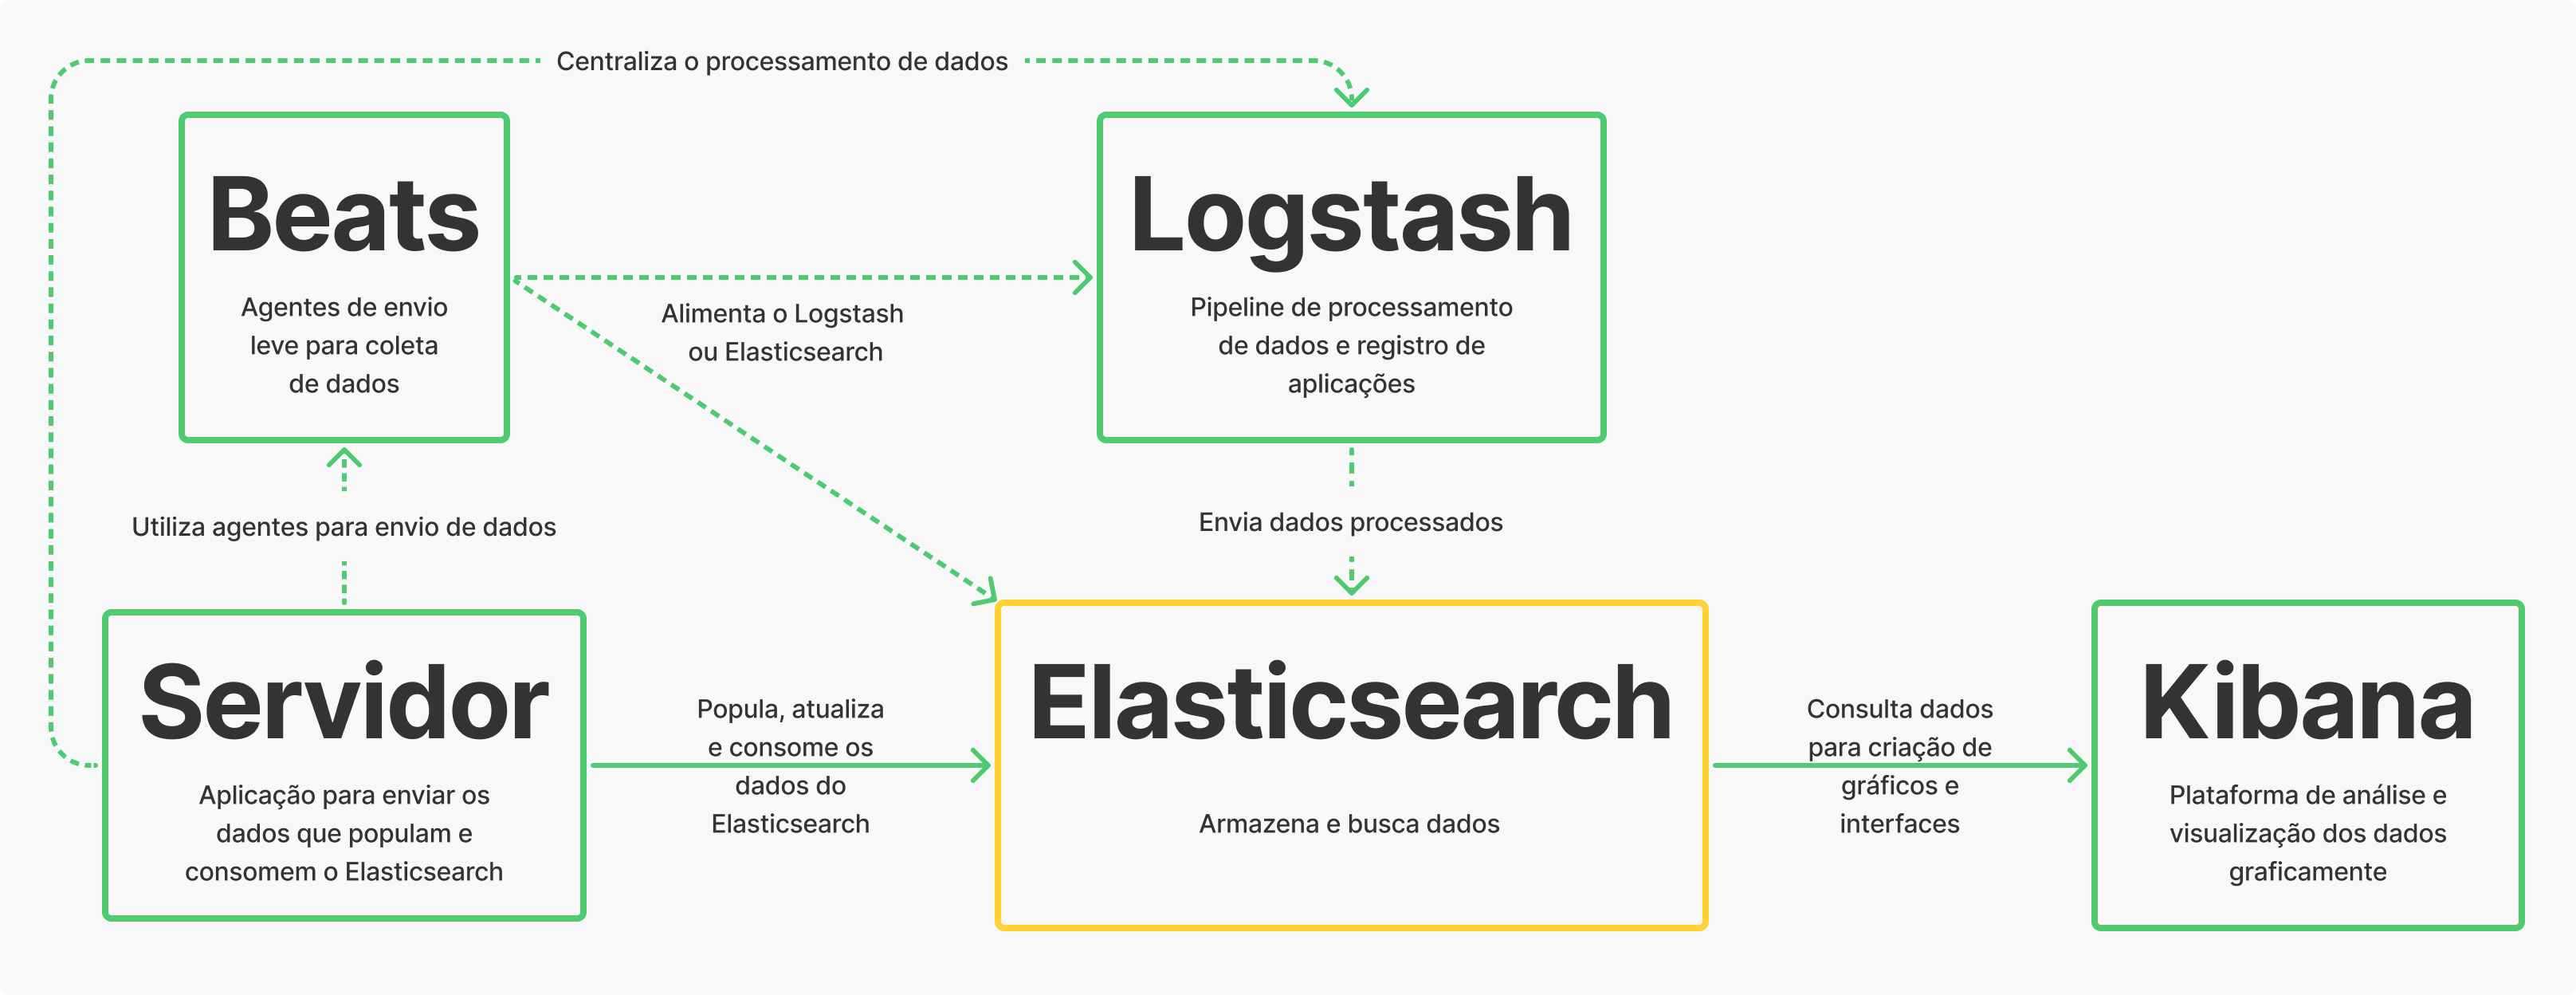 Centraliza o processamento de dados
Beats
Agentes de envio
leve para coleta
de dados
Alimenta o Logstash
ou Elasticsearch
Logstash
Pipeline de processamento
de dados e registro de
aplicações
Utiliza agentes para envio de dados
Envia dados processados
Servidor
Aplicação para enviar os
dados que populam e
consomem o Elasticsearch
Popula, atualiza
e consome os
dados do
Elasticsearch
Elasticsearch
Armazena e busca dados
Consulta dados
para criação de
gráficos e
interfaces
Kibana
Plataforma de análise e
visualização dos dados
graficamente